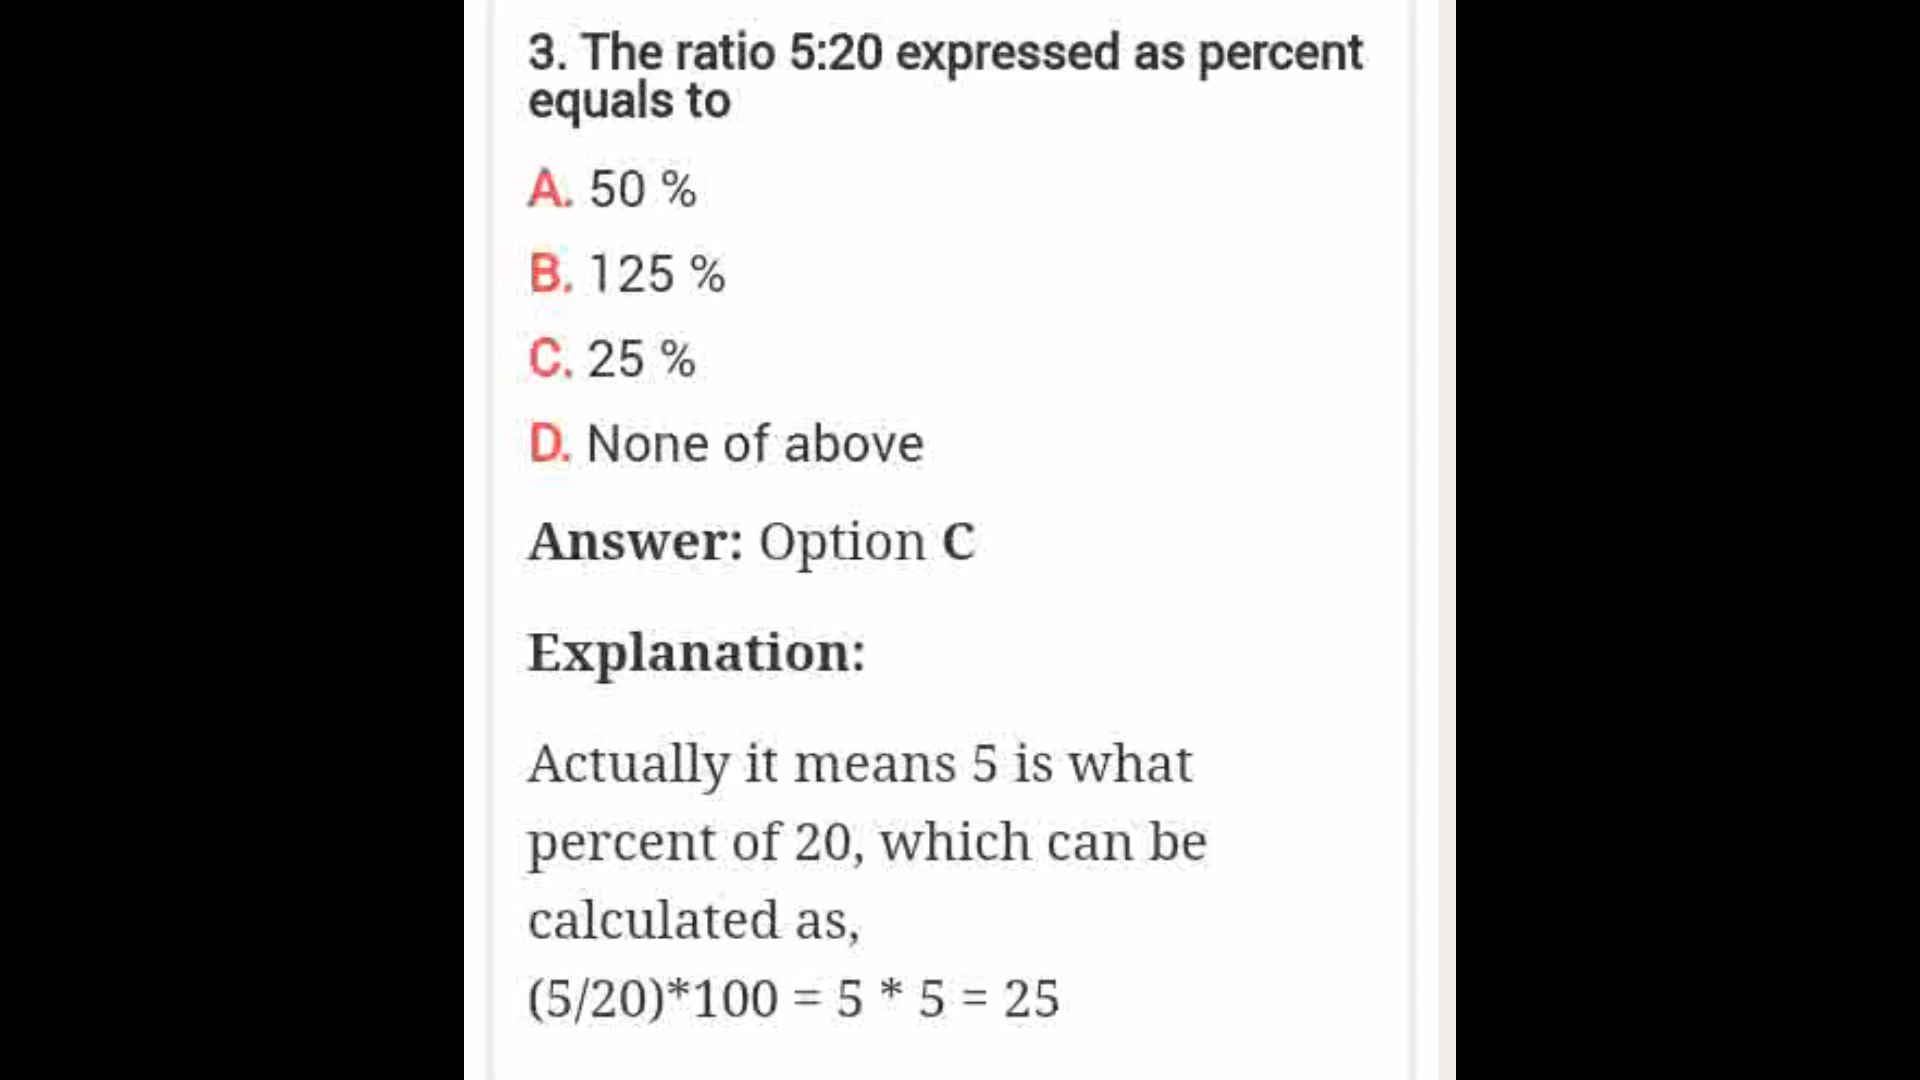 3. The ratio 5:20 expressed as percent
equals to
A. 50 %
B. 125 %
C. 25 %
D. None of above
Answer: Option C
Explanation:
Actually it means 5 is what
percent of 20, which can be
calculated as,
(5/20)*100 = 5 * 5 = 25